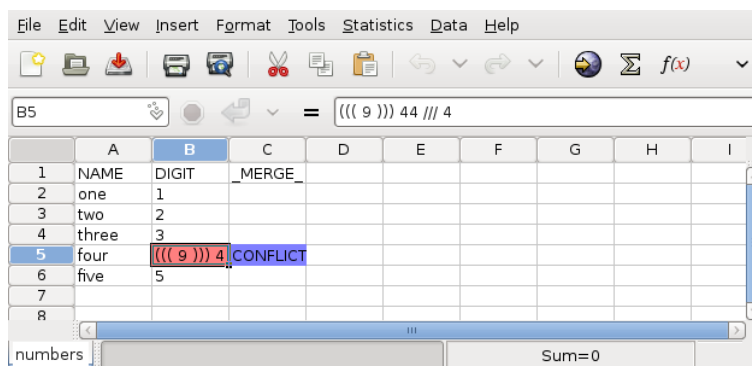 File Edit View Insert Format Tools Statistics Data Help
f(x)
B5 = ((( 9 ))) 44 /// 4
A B C D E F G H I
1 NAME DIGIT _MERGE_
2 one 1
3 two 2
4 three 3
5 four ((( 9 ))) 4 CONFLICT
6 five 5
7
8
numbers Sum=0